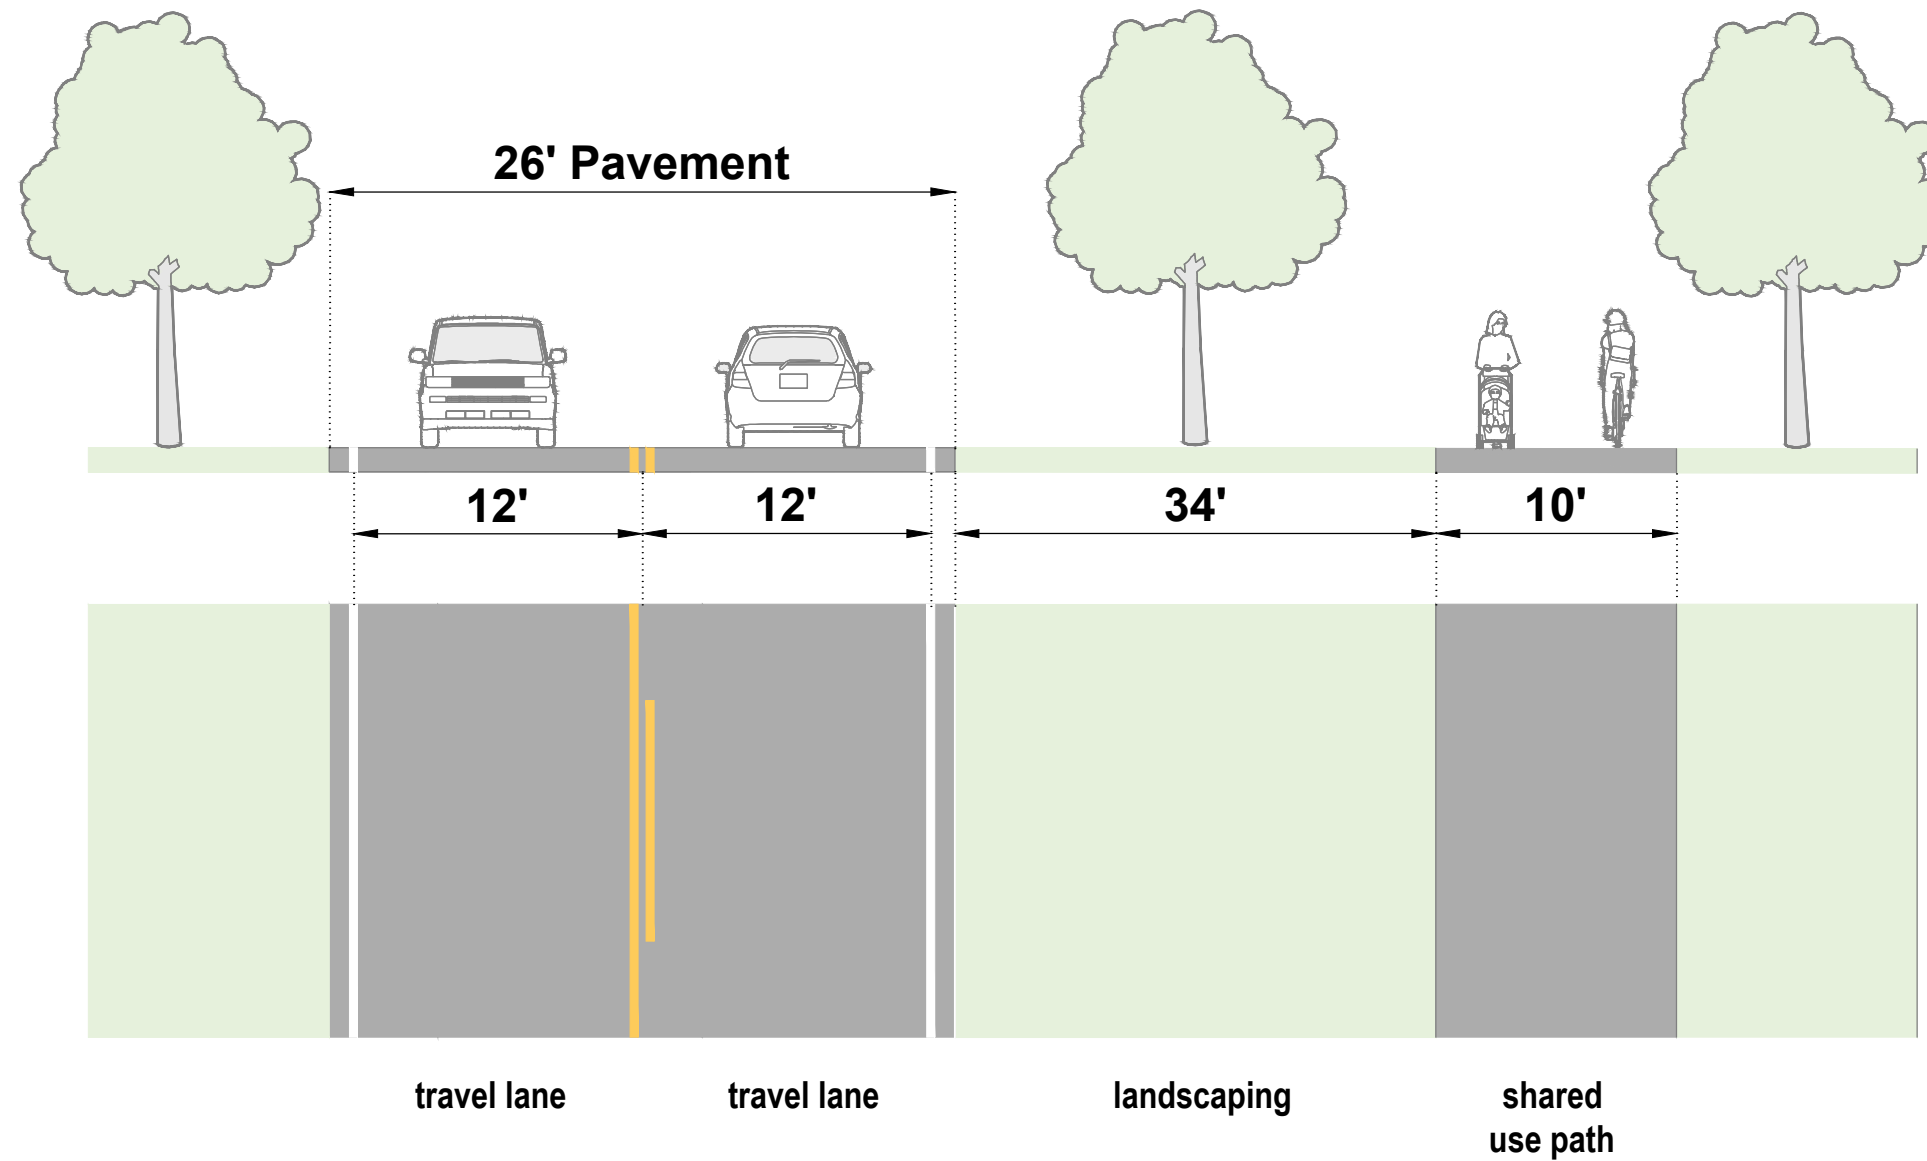 26' Pavement
12'
12'
34'
10'
travel lane
travel lane
landscaping
shared
use path